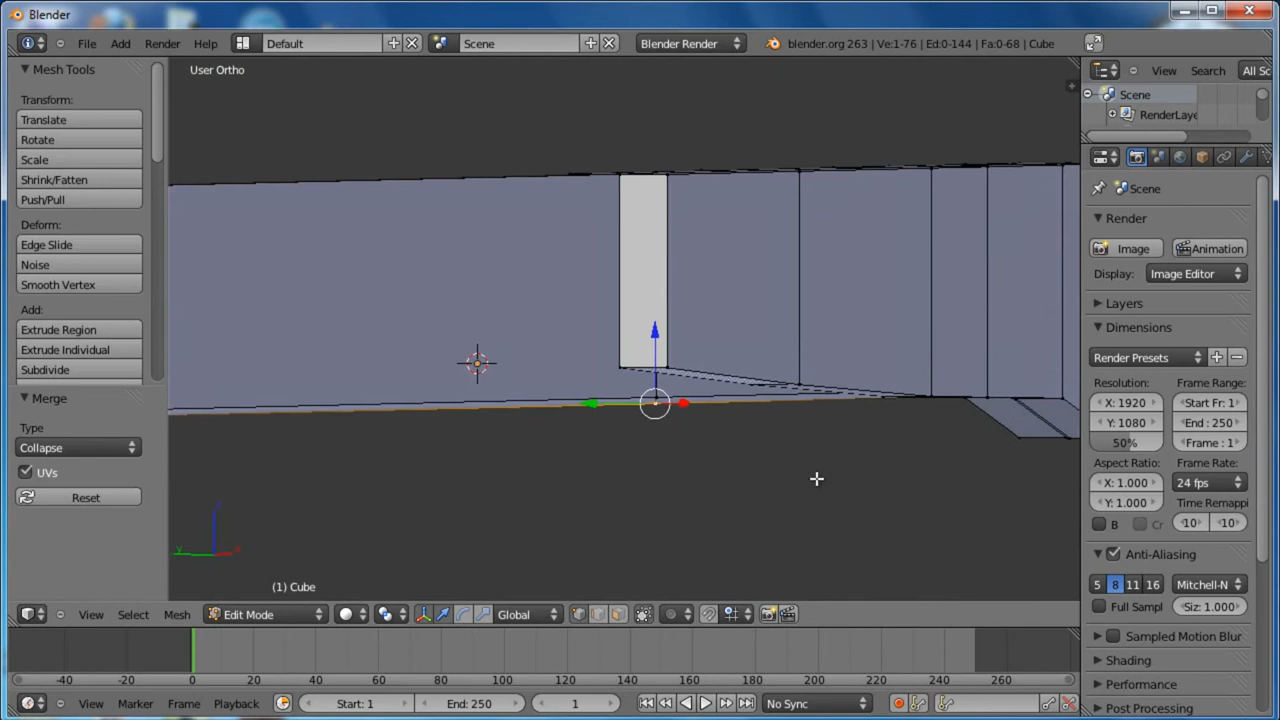 Blender
File Add Render Help Default Scene Blender Render blender.org 263 | Ve:1-76 | Ed:0-144 | Fa:0-68 | Cube
Mesh Tools
Transform:
Translate
Rotate
Scale
Shrink/Fatten
Push/Pull
Deform:
Edge Slide
Noise
Smooth Vertex
Add:
Extrude Region
Extrude Individual
Subdivide
Merge
Type
Collapse
UVs
Reset
User Ortho
(1) Cube
View Select Mesh Edit Mode Global
-40 -20 0 20 40 60 80 100 120 140 160 180 200 220 240 260
View Marker Frame Playback Start: 1 End: 250 1 No Sync
View Search All Sc
Scene
RenderLaye
Scene
Render
Image Animation
Display: Image Editor
Layers
Dimensions
Render Presets
Resolution: Frame Range:
X: 1920 Start Fr: 1
Y: 1080 End : 250
50% Frame : 1
Aspect Ratio: Frame Rate:
X: 1.000 24 fps
Y: 1.000 Time Remappi
B Cr 10 10
Anti-Aliasing
5 8 11 16 Mitchell-N
Full Sampl Siz: 1.000
Sampled Motion Blur
Shading
Performance
Post Processing